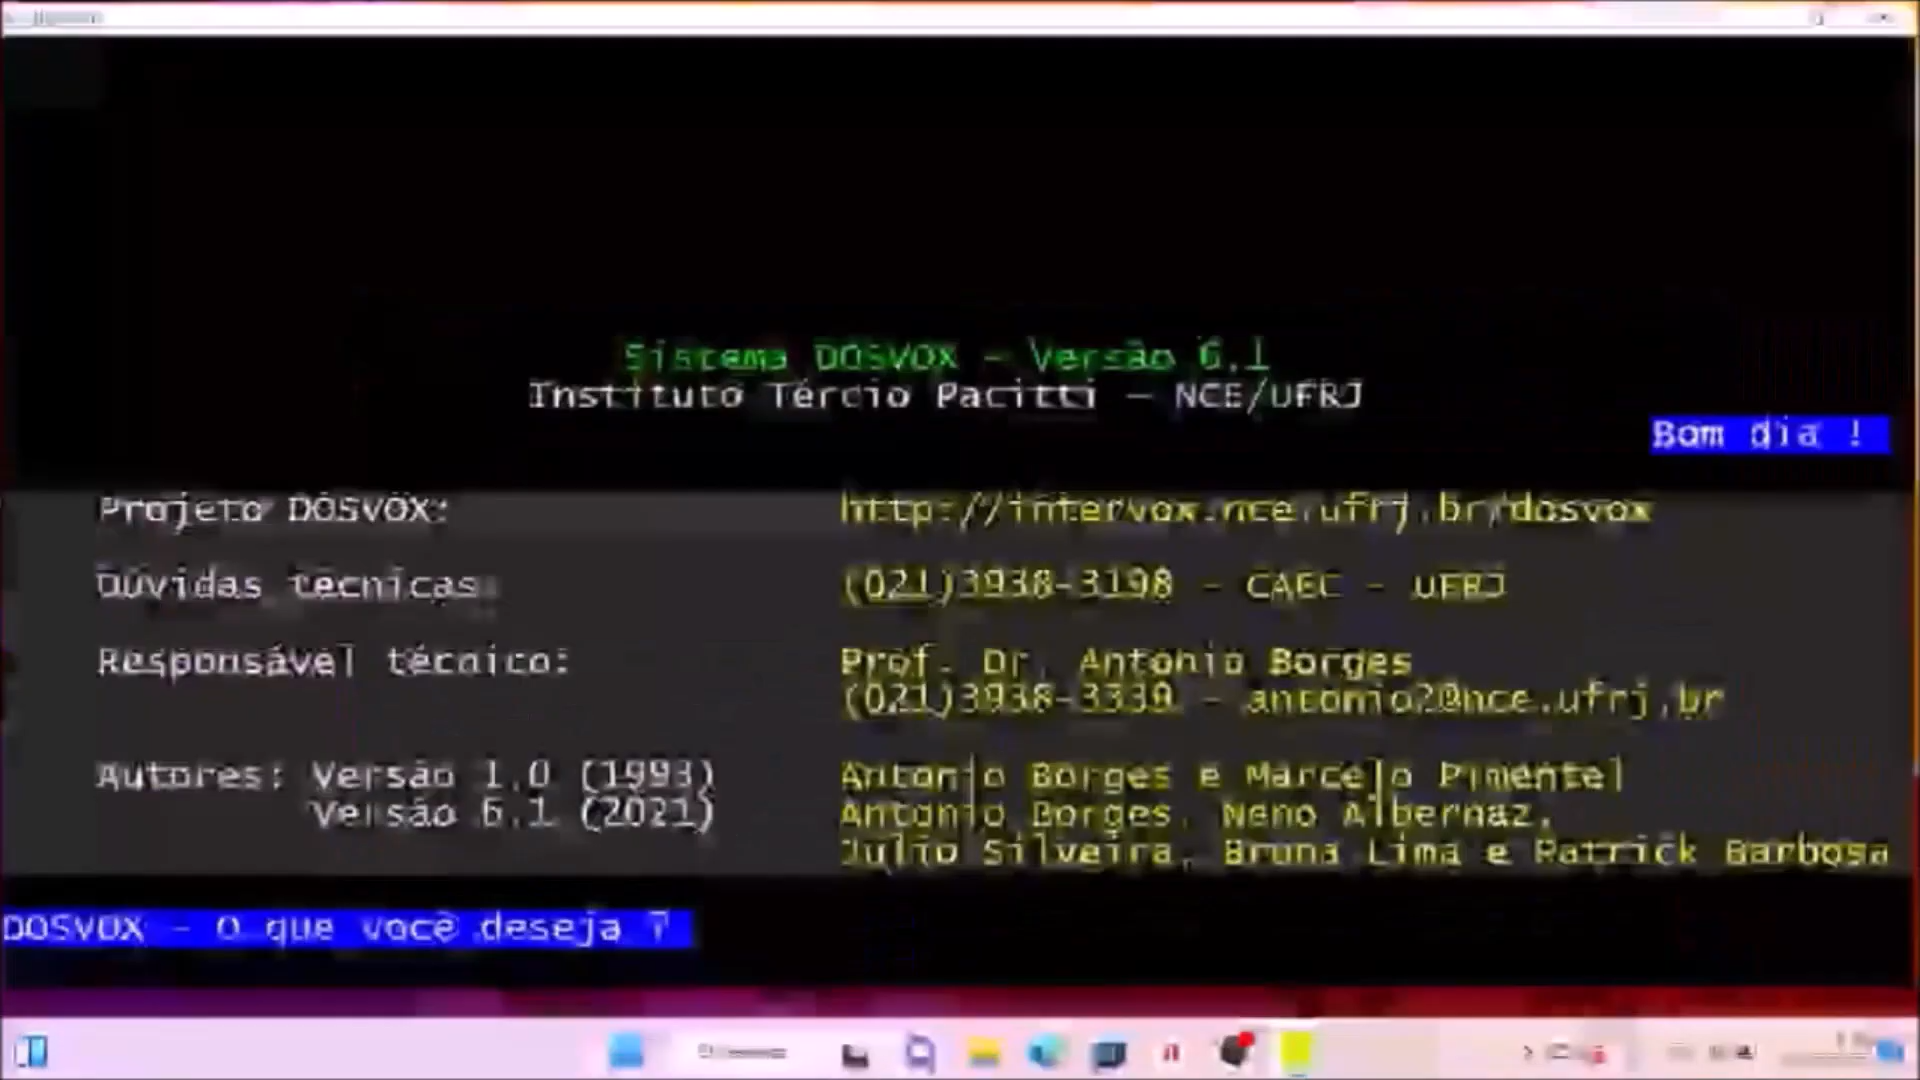 Sistema DOSVOX - Versão 6.1
Instituto Tércio Pacitti - NCE/UFRJ
Bom dia !
Projeto DOSVOX: http://intervox.nce.ufrj.br/dosvox
Dúvidas técnicas: (021)3938-3198 - CAEC - UFRJ
Responsável técnico: Prof. Dr. Antonio Borges
(021)3938-3339 - antonio2@nce.ufrj.br
Autores: Versão 1.0 (1993) Antonio Borges e Marcelo Pimentel
Versão 6.1 (2021) Antonio Borges, Neno Albernaz,
Julio Silveira, Bruna Lima e Patrick Barbosa
DOSVOX - O que você deseja ?